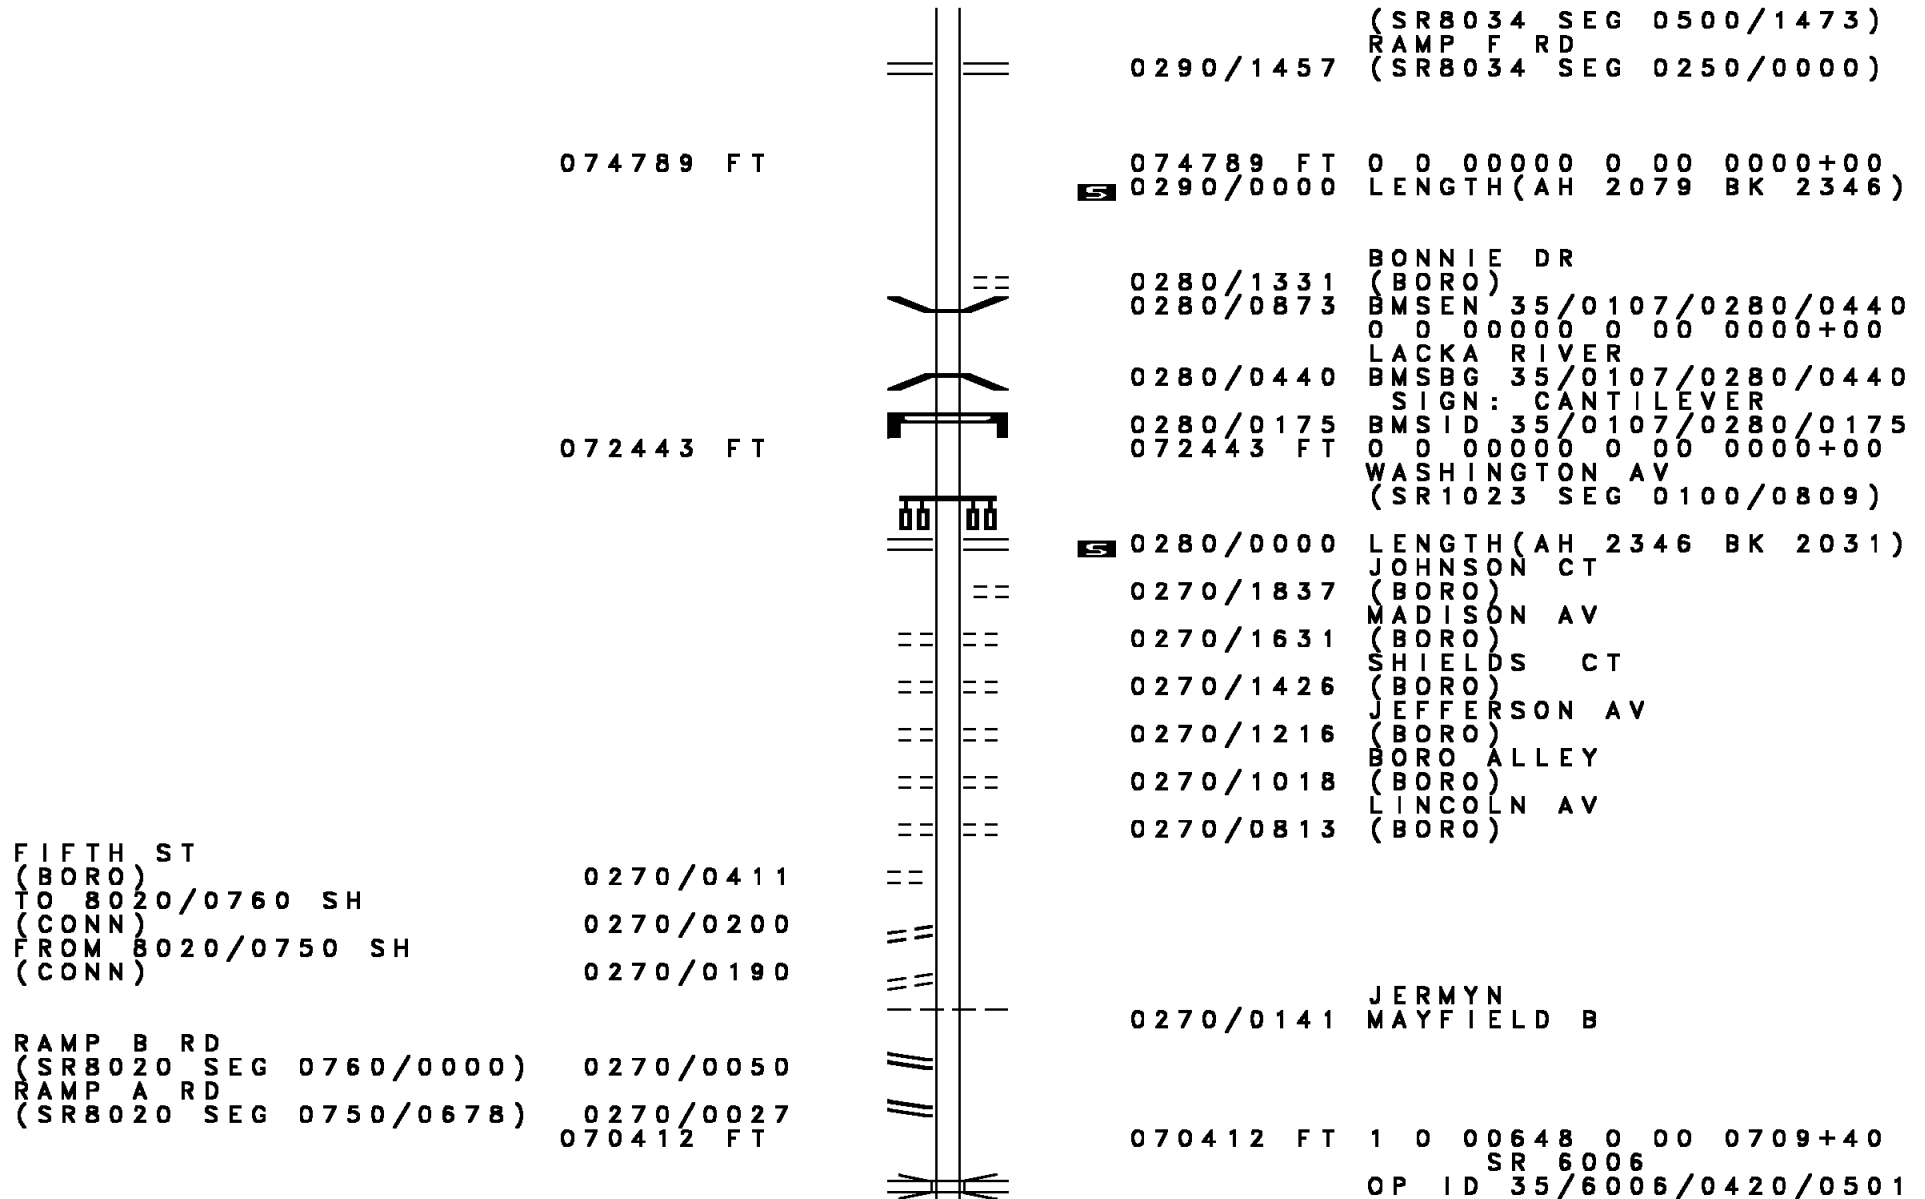 (SR8034 SEG 0500/1473)
RAMP F RD
0290/1457 (SR8034 SEG 0250/0000)
074789 FT 074789 FT 0 0 00000 0 00 0000+00
S 0290/0000 LENGTH(AH 2079 BK 2346)
BONNIE DR
0280/1331 (BORO)
0280/0873 BMSEN 35/0107/0280/0440
0 0 00000 0 00 0000+00
LACKA RIVER
0280/0440 BMSBG 35/0107/0280/0440
SIGN: CANTILEVER
0280/0175 BMSID 35/0107/0280/0175
072443 FT 072443 FT 0 0 00000 0 00 0000+00
WASHINGTON AV
(SR1023 SEG 0100/0809)
S 0280/0000 LENGTH(AH 2346 BK 2031)
JOHNSON CT
0270/1837 (BORO)
MADISON AV
0270/1631 (BORO)
SHIELDS CT
0270/1426 (BORO)
JEFFERSON AV
0270/1216 (BORO)
BORO ALLEY
0270/1018 (BORO)
LINCOLN AV
0270/0813 (BORO)
FIFTH ST
(BORO) 0270/0411
TO 8020/0760 SH
(CONN) 0270/0200
FROM 8020/0750 SH
(CONN) 0270/0190
JERMYN
0270/0141 MAYFIELD B
RAMP B RD
(SR8020 SEG 0760/0000) 0270/0050
RAMP A RD
(SR8020 SEG 0750/0678) 0270/0027
070412 FT 070412 FT 1 0 00648 0 00 0709+40
SR 6006
OP ID 35/6006/0420/0501